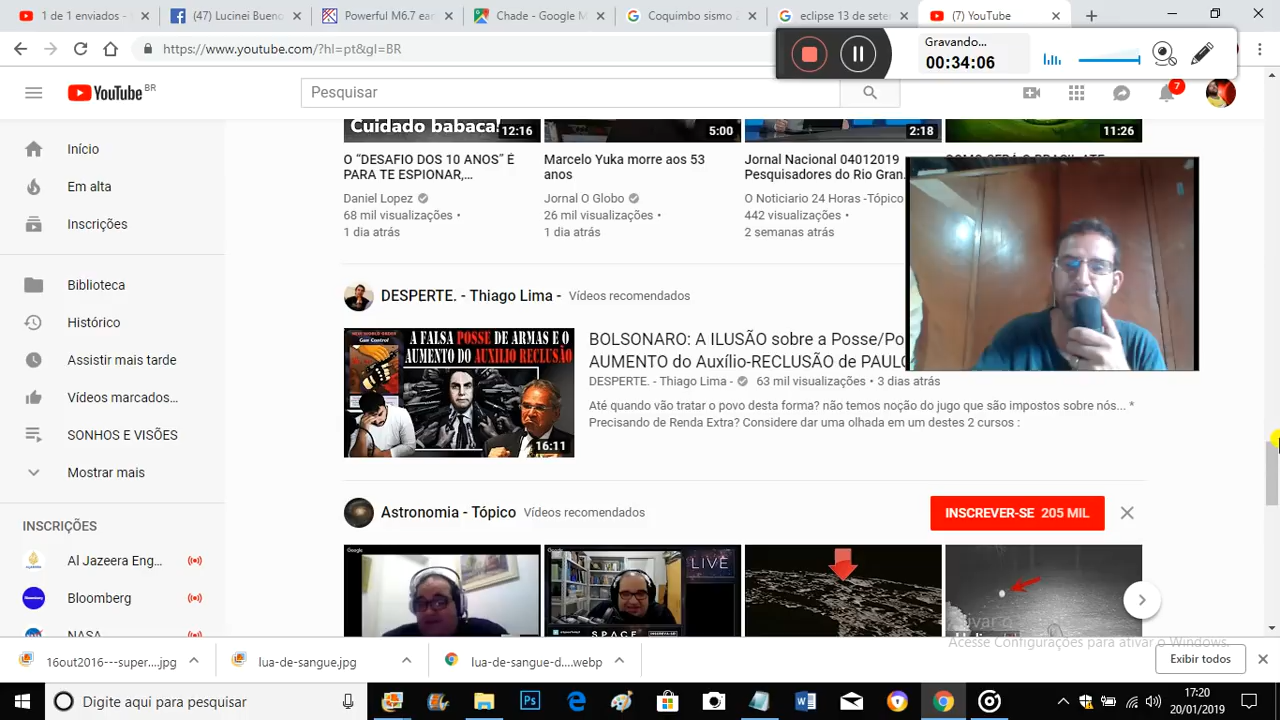 1 de 1 enviados -
(47) Lucinei Bueno
Powerful M6.7 ear
Chade - Google M
Coquimbo sismo
eclipse 13 de sete
(7) YouTube
https://www.youtube.com/?hl=pt&gl=BR
Gravando...
00:34:06
YouTube BR
Pesquisar
7
Início
Em alta
Inscrições
Biblioteca
Histórico
Assistir mais tarde
Vídeos marcados...
SONHOS E VISÕES
Mostrar mais
INSCRIÇÕES
Al Jazeera Eng...
Bloomberg
NASA
Cuidado babaca!
12:16
5:00
2:18
11:26
O “DESAFIO DOS 10 ANOS” É
PARA TE ESPIONAR,...
Daniel Lopez
68 mil visualizações •
1 dia atrás
Marcelo Yuka morre aos 53
anos
Jornal O Globo
26 mil visualizações •
1 dia atrás
Jornal Nacional 04012019
Pesquisadores do Rio Gran.
O Noticiario 24 Horas -Tópico
442 visualizações •
2 semanas atrás
DESPERTE. - Thiago Lima - Vídeos recomendados
A FALSA POSSE DE ARMAS E O
AUMENTO DO AUXILIO RECLUSÃO
Gun Control
16:11
BOLSONARO: A ILUSÃO sobre a Posse/Po
AUMENTO do Auxílio-RECLUSÃO de PAUL
DESPERTE. - Thiago Lima - 63 mil visualizações • 3 dias atrás
Até quando vão tratar o povo desta forma? não temos noção do jugo que são impostos sobre nós... *
Precisando de Renda Extra? Considere dar uma olhada em um destes 2 cursos :
Astronomia - Tópico Vídeos recomendados
INSCREVER-SE 205 MIL
Google
Google
LIVE
SPACE
Acesse Configurações para ativar o Windows.
16out2016---super....jpg
lua-de-sangue.jpg
lua-de-sangue-d....webp
Exibir todos
Digite aqui para pesquisar
17:20
20/01/2019